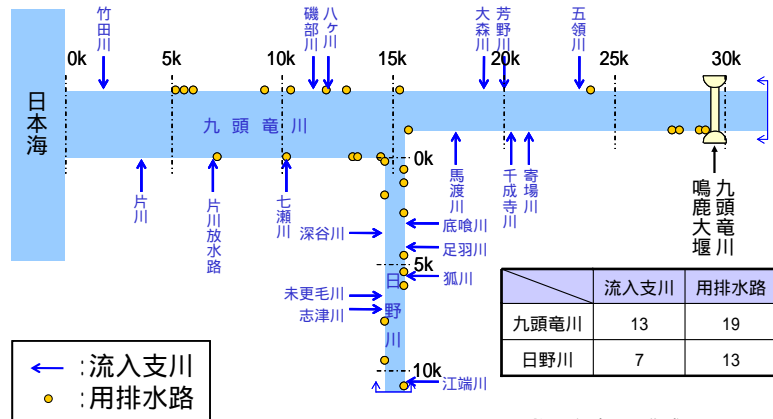 竹田川
磯部川
八ヶ川
大森川
芳野川
五領川
0k
5k
10k
15k
20k
25k
30k
日本海
九頭竜川
片川
片川放水路
七瀬川
馬渡川
千成寺川
寄場川
九頭竜川
鳴鹿大堰
0k
深谷川
底喰川
足羽川
5k
狐川
未更毛川
志津川
日野川
10k
江端川
←:流入支川
:用排水路
流入支川 用排水路
九頭竜川 13 19
日野川 7 13